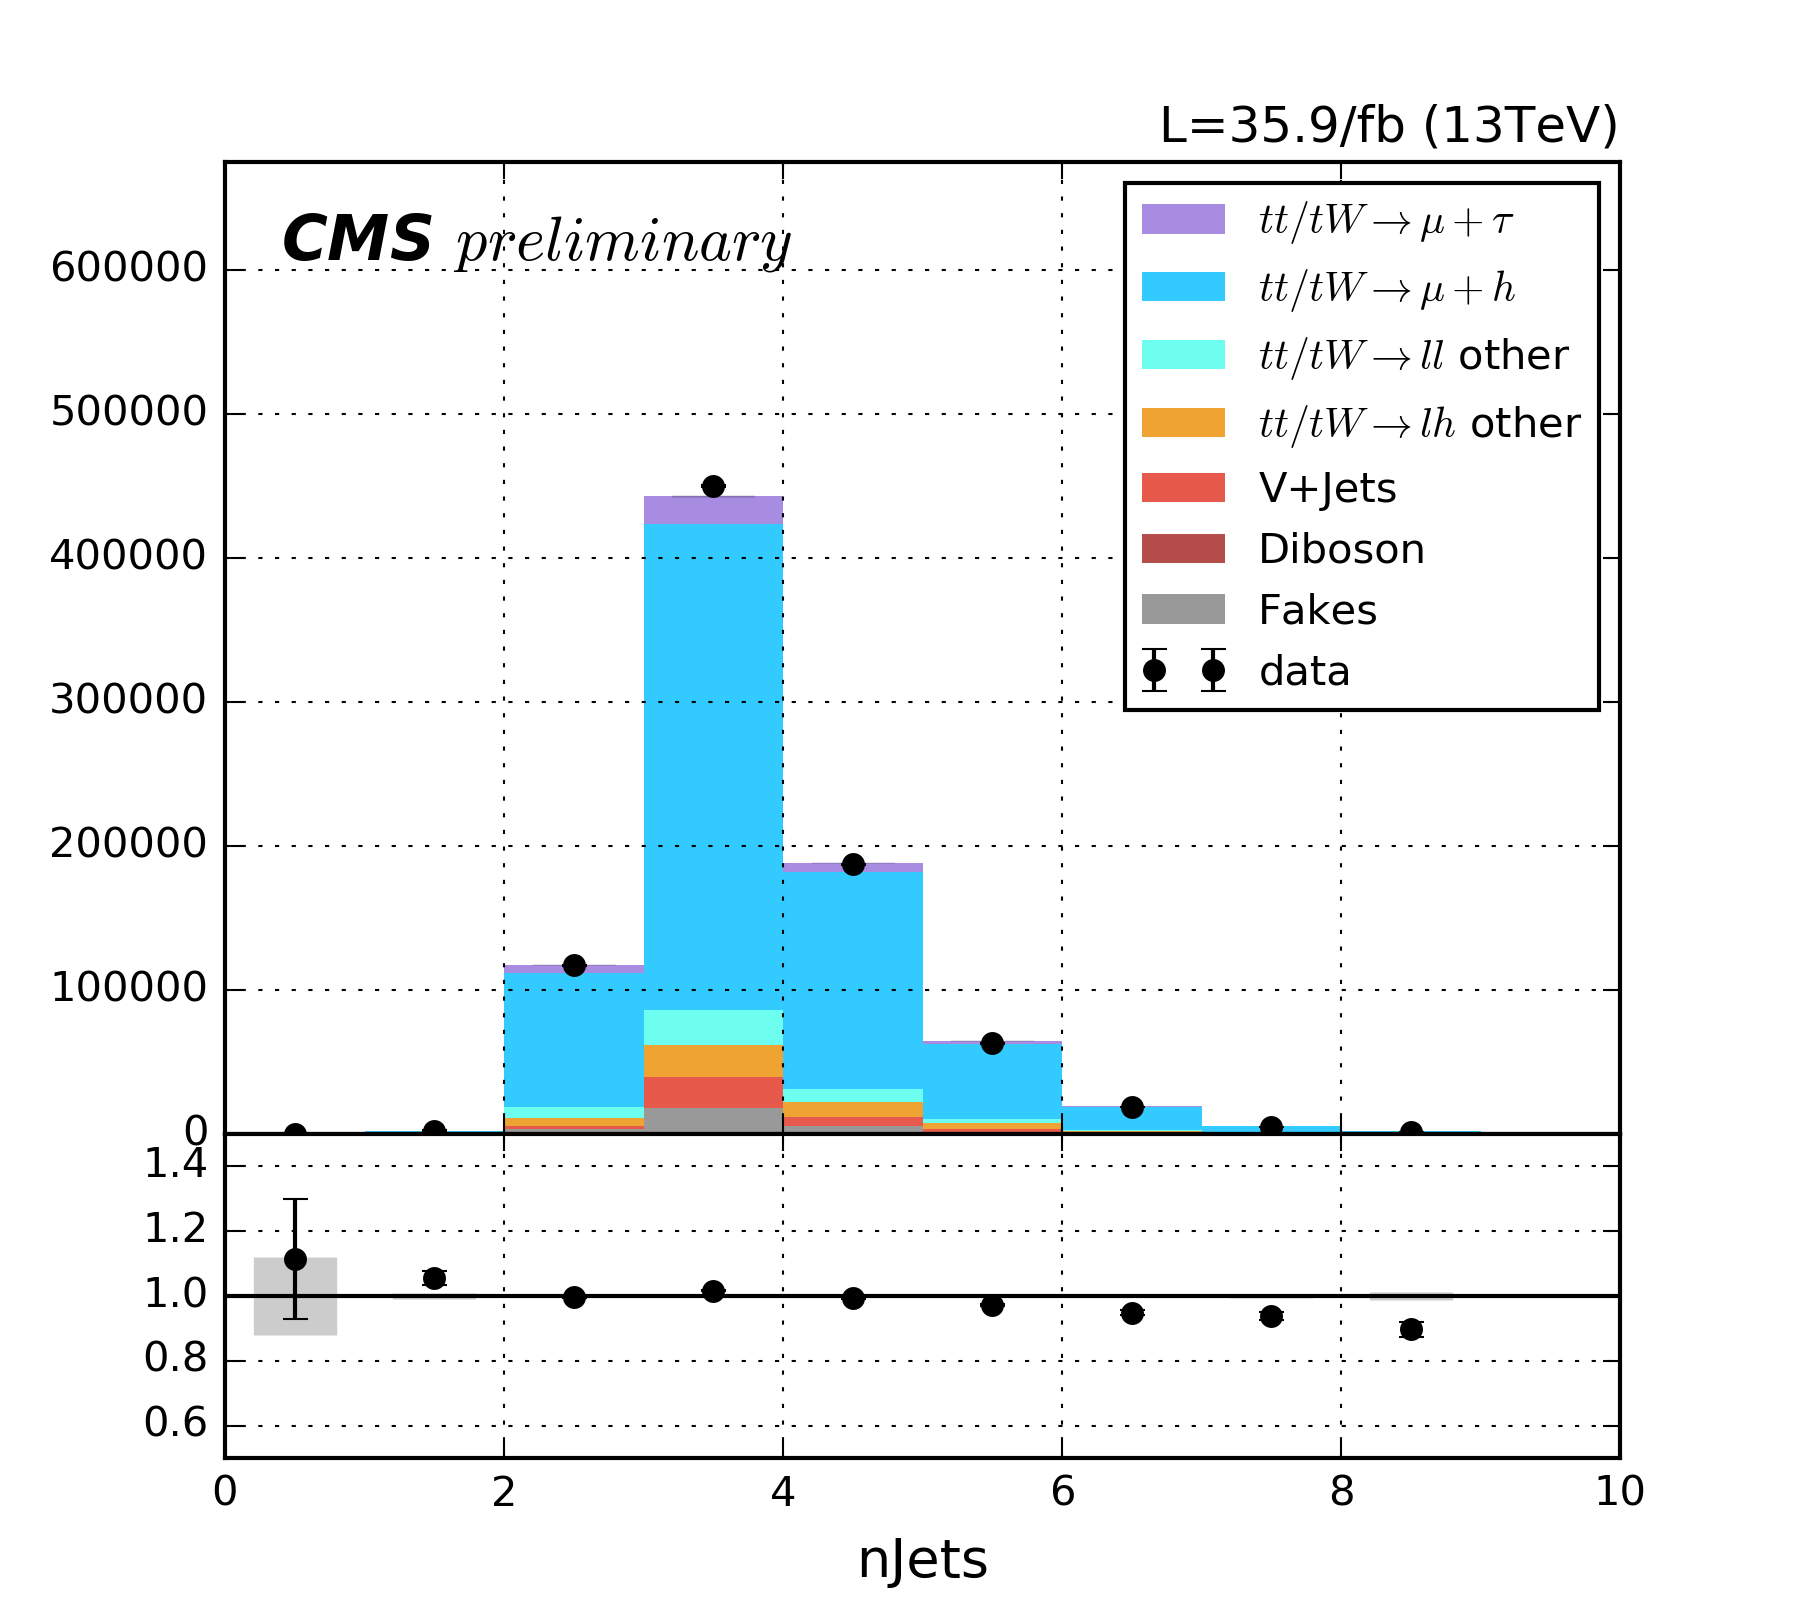 L=35.9/fb (13TeV)
CMS preliminary
tt/tW→μ+τ
tt/tW→μ+h
tt/tW→ll other
tt/tW→lh other
V+Jets
Diboson
Fakes
data
600000
500000
400000
300000
200000
100000
0
1.4
1.2
1.0
0.8
0.6
0 2 4 6 8 10
nJets